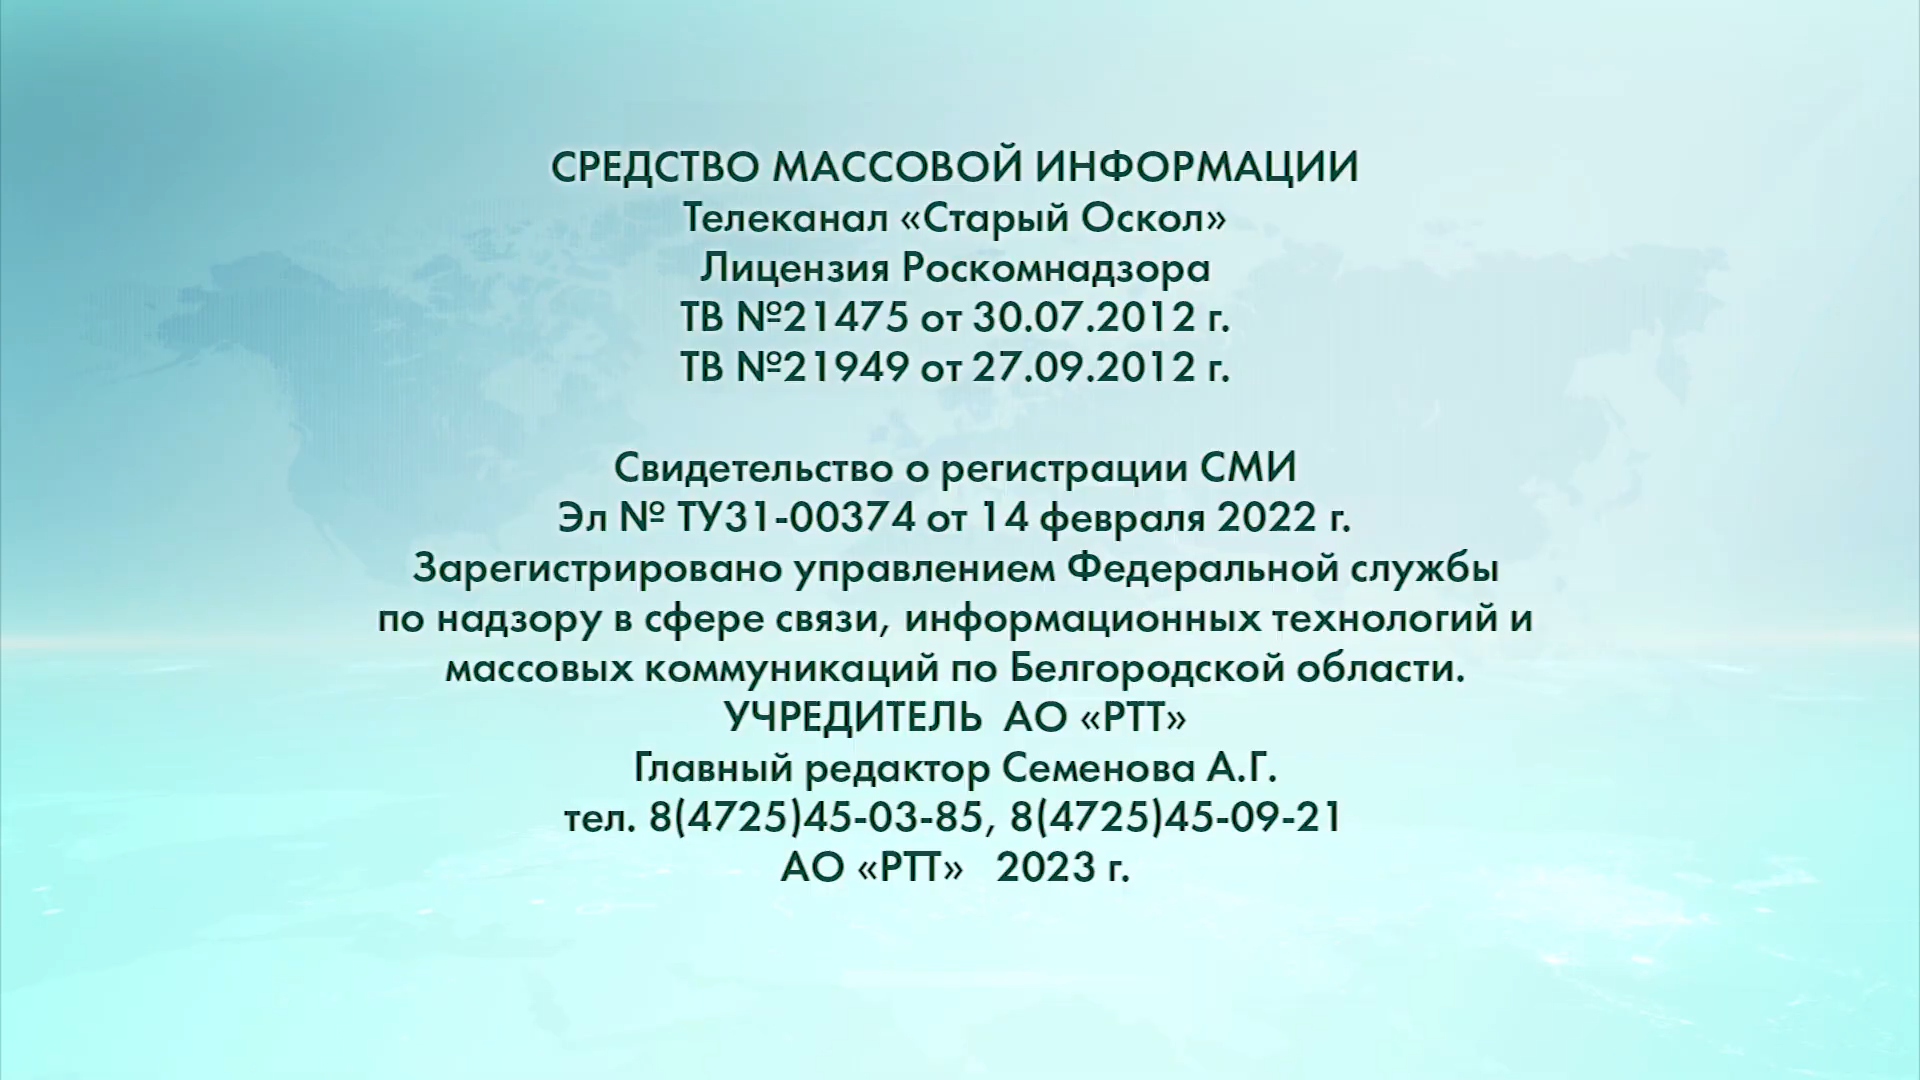 СРЕДСТВО МАССОВОЙ ИНФОРМАЦИИ
Телеканал «Старый Оскол»
Лицензия Роскомнадзора
ТВ №21475 от 30.07.2012 г.
ТВ №21949 от 27.09.2012 г.
Свидетельство о регистрации СМИ
Эл № ТУ31-00374 от 14 февраля 2022 г.
Зарегистрировано управлением Федеральной службы
по надзору в сфере связи, информационных технологий и
массовых коммуникаций по Белгородской области.
УЧРЕДИТЕЛЬ  АО «РТТ»
Главный редактор Семенова А.Г.
тел. 8(4725)45-03-85, 8(4725)45-09-21
АО «РТТ»   2023 г.